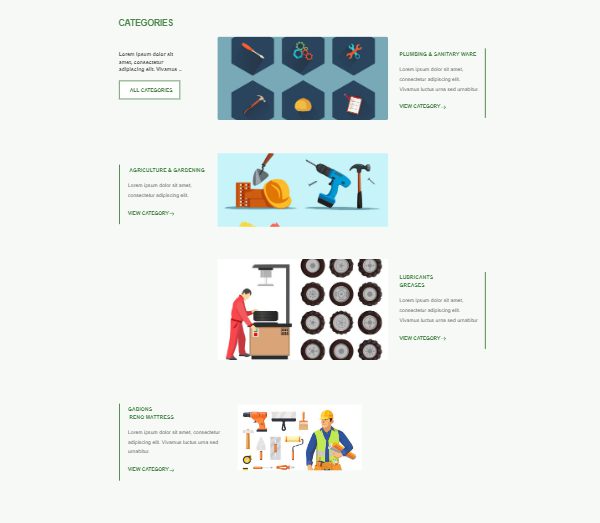 CATEGORIES
Lorem ipsum dolor sit
amet, consectetur
adipiscing elit. Vivamus ...
ALL CATEGORIES
PLUMBING & SANITARY WARE
Lorem ipsum dolor sit amet,
consectetur adipiscing elit.
Vivamus luctus urna sed urnabitur
VIEW CATEGORY
AGRICULTURE & GARDENING
Lorem ipsum dolor sit amet,
consectetur adipiscing elit.
VIEW CATEGORY
LUBRICANTS
GREASES
Lorem ipsum dolor sit amet,
consectetur adipiscing elit.
Vivamus luctus urna sed urnabitur
VIEW CATEGORY
GABIONS
RENO MATTRESS
Lorem ipsum dolor sit amet, consectetur
adipiscing elit. Vivamus luctus urna sed
urnabitur
VIEW CATEGORY